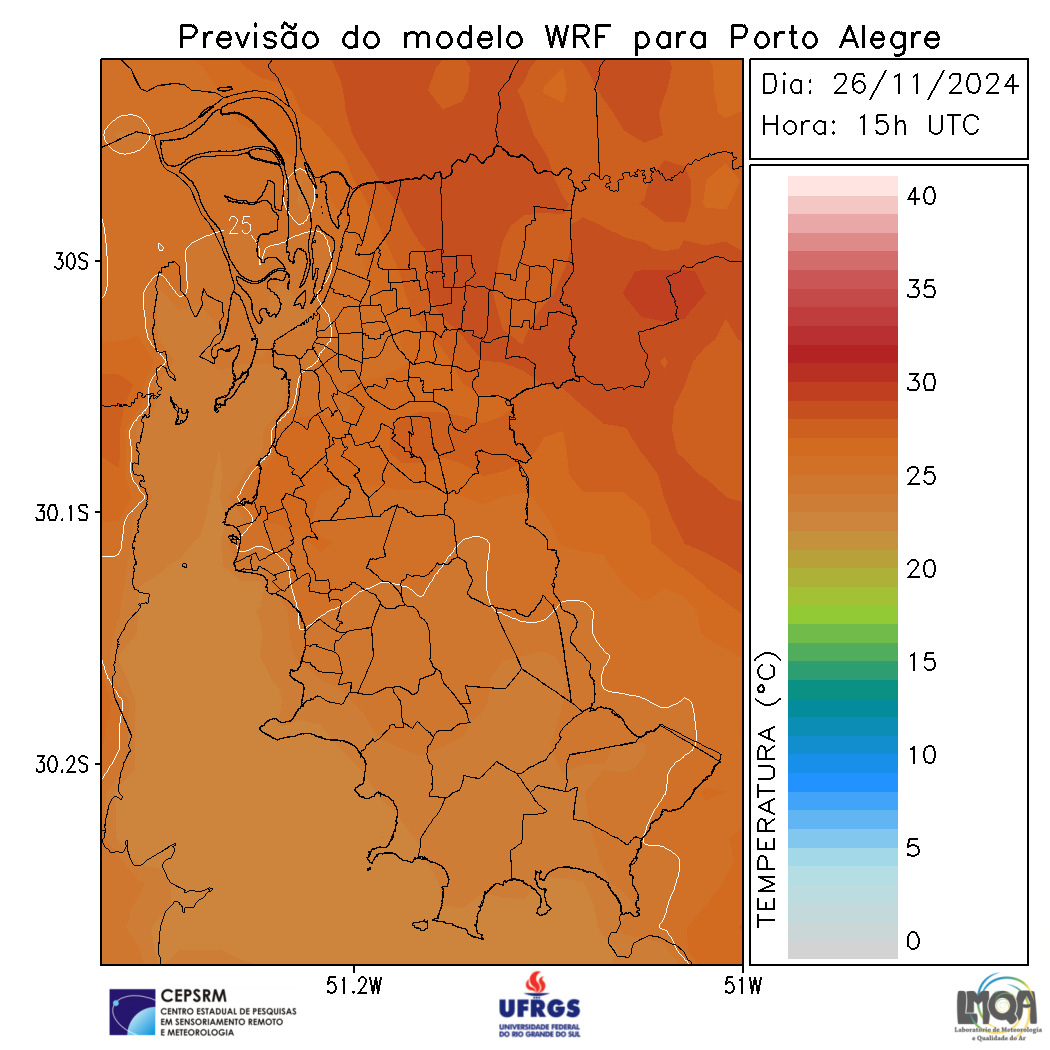 Previsão do modelo WRF para Porto Alegre
Dia: 26/11/2024
Hora: 15h UTC
30S
30.1S
30.2S
51.2W
51W
25
TEMPERATURA (°C)
40
35
30
25
20
15
10
5
0
CEPSRM
CENTRO ESTADUAL DE PESQUISAS
EM SENSORIAMENTO REMOTO
E METEOROLOGIA
UFRGS
UNIVERSIDADE FEDERAL
DO RIO GRANDE DO SUL
LMQA
Laboratório de Meteorologia
e Qualidade do Ar